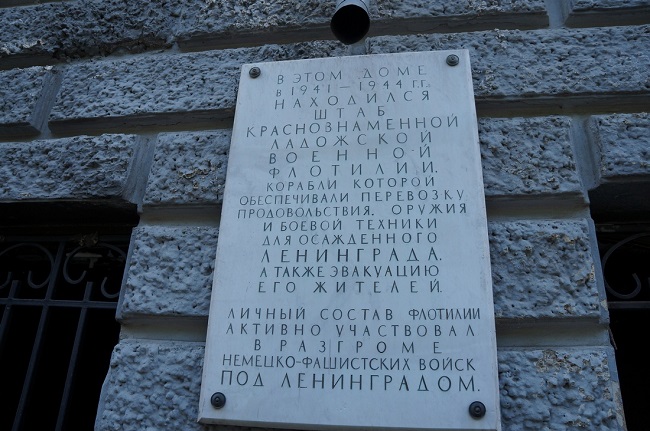 В ЭТОМ ДОМЕ
В 1941 – 1944 Г.Г.
НАХОДИЛСЯ
ШТАБ
КРАСНОЗНАМЕННОЙ
ЛАДОЖСКОЙ
ВОЕННОЙ
ФЛОТИЛИИ.
КОРАБЛИ КОТОРОЙ
ОБЕСПЕЧИВАЛИ ПЕРЕВОЗКУ
ПРОДОВОЛЬСТВИЯ, ОРУЖИЯ
И БОЕВОЙ ТЕХНИКИ
ДЛЯ ОСАЖДЕННОГО
ЛЕНИНГРАДА,
А ТАКЖЕ ЭВАКУАЦИЮ
ЕГО ЖИТЕЛЕЙ.
ЛИЧНЫЙ СОСТАВ ФЛОТИЛИИ
АКТИВНО УЧАСТВОВАЛ
В РАЗГРОМЕ
НЕМЕЦКО-ФАШИСТСКИХ ВОЙСК
ПОД ЛЕНИНГРАДОМ.